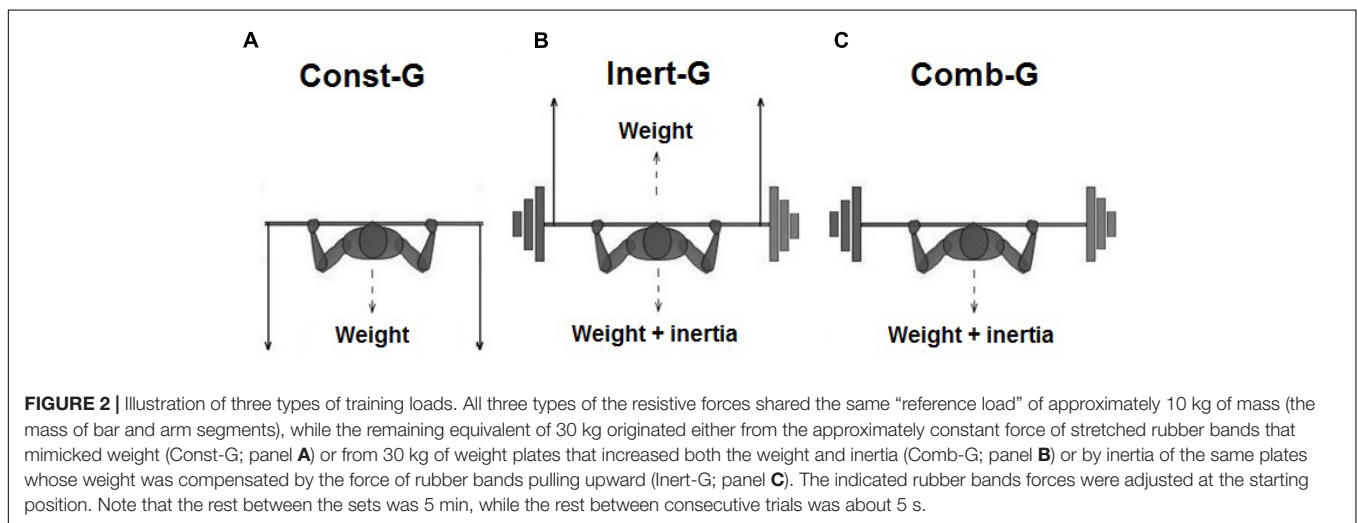 A
B
C
Const-G
Inert-G
Comb-G
Weight
Weight
Weight + inertia
Weight + inertia
FIGURE 2 | Illustration of three types of training loads. All three types of the resistive forces shared the same “reference load” of approximately 10 kg of mass (the
mass of bar and arm segments), while the remaining equivalent of 30 kg originated either from the approximately constant force of stretched rubber bands that
mimicked weight (Const-G; panel A) or from 30 kg of weight plates that increased both the weight and inertia (Comb-G; panel B) or by inertia of the same plates
whose weight was compensated by the force of rubber bands pulling upward (Inert-G; panel C). The indicated rubber bands forces were adjusted at the starting
position. Note that the rest between the sets was 5 min, while the rest between consecutive trials was about 5 s.